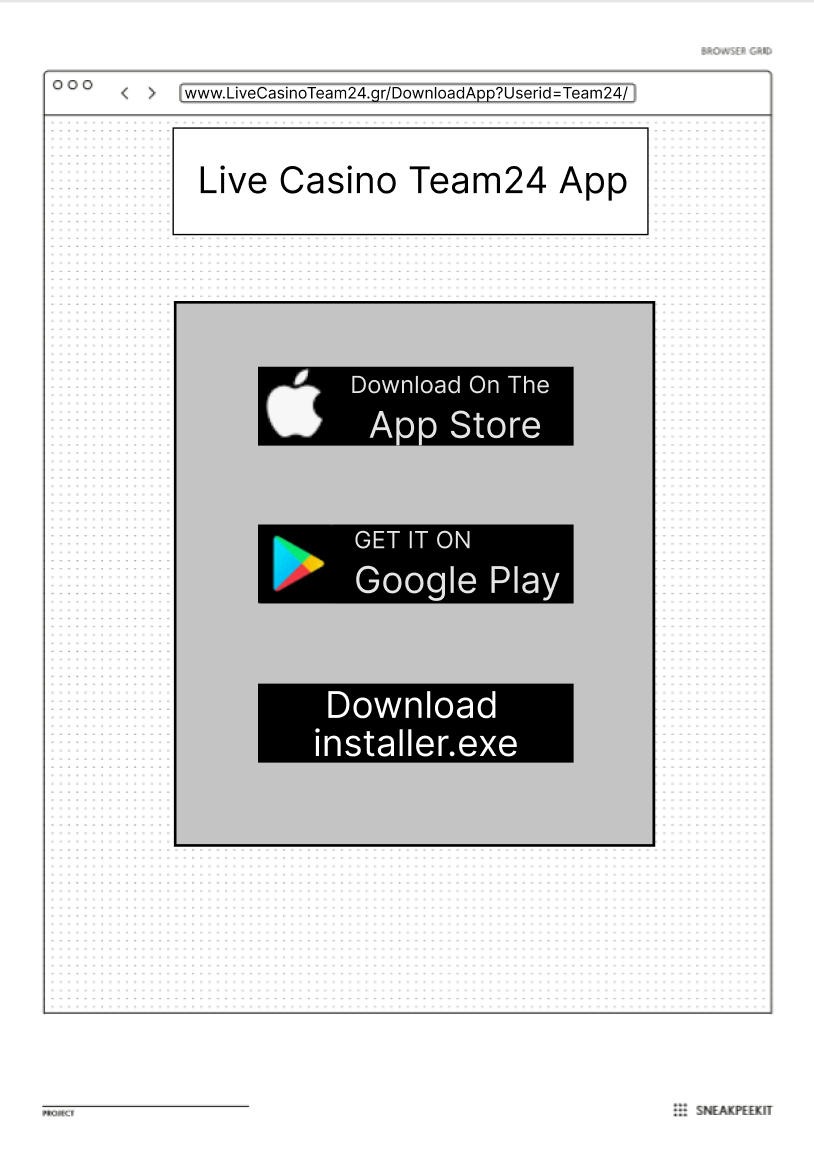 BROWSER GRID
www.LiveCasinoTeam24.gr/DownloadApp?Userid=Team24/
Live Casino Team24 App
Download On The
App Store
GET IT ON
Google Play
Download
installer.exe
PROJECT
SNEAKPEEKIT